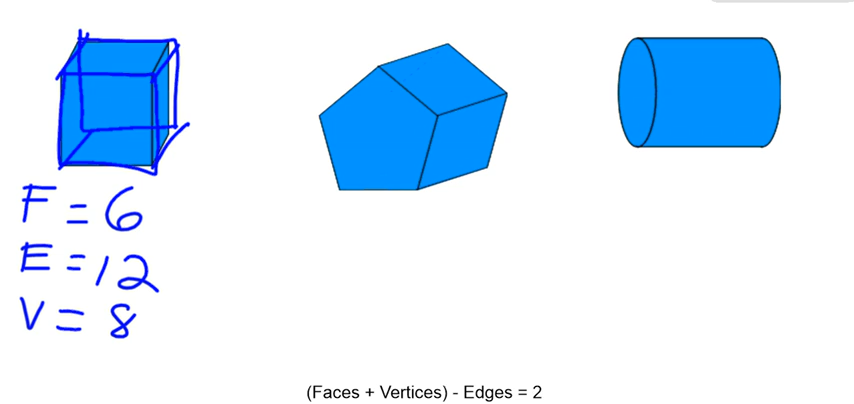 F = 6
E = 12
V = 8
(Faces + Vertices) - Edges = 2